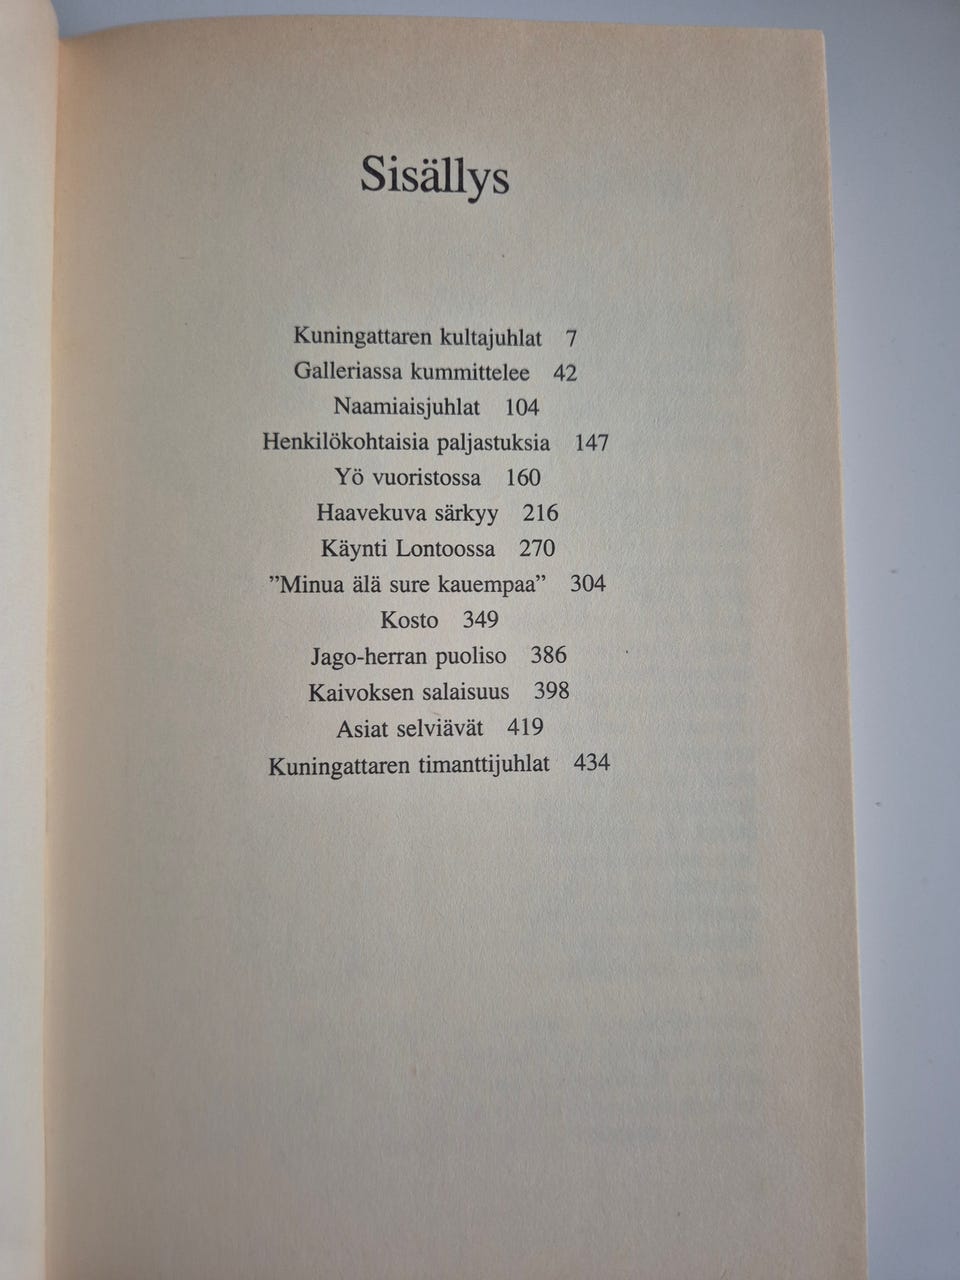 Sisällys
Kuningattaren kultajuhlat 7
Galleriassa kummittelee 42
Naamiaisjuhlat 104
Henkilökohtaisia paljastuksia 147
Yö vuoristossa 160
Haavekuva särkyy 216
Käynti Lontoossa 270
”Minua älä sure kauempaa” 304
Kosto 349
Jago-herran puoliso 386
Kaivoksen salaisuus 398
Asiat selviävät 419
Kuningattaren timanttijuhlat 434